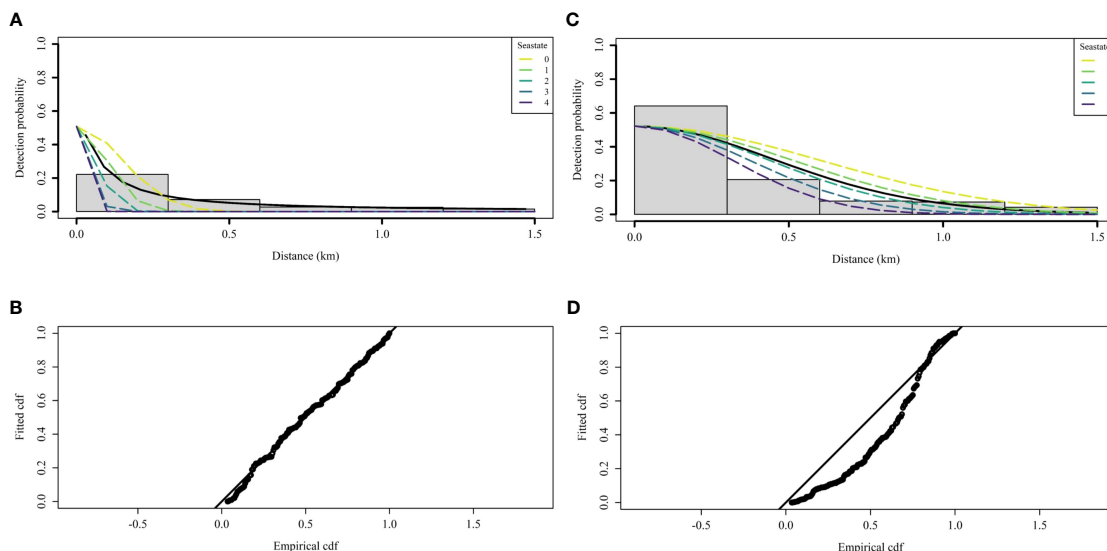 A
Detection probability
1.0
0.8
0.6
0.4
0.2
0.0
Seastate
0
1
2
3
4
0.0 0.5 1.0 1.5
Distance (km)
C
Detection probability
1.0
0.8
0.6
0.4
0.2
0.0
Seastate
0.0 0.5 1.0 1.5
Distance (km)
B
Fitted cdf
1.0
0.8
0.6
0.4
0.2
0.0
-0.5 0.0 0.5 1.0 1.5
Empirical cdf
D
Fitted cdf
1.0
0.8
0.6
0.4
0.2
0.0
-0.5 0.0 0.5 1.0 1.5
Empirical cdf